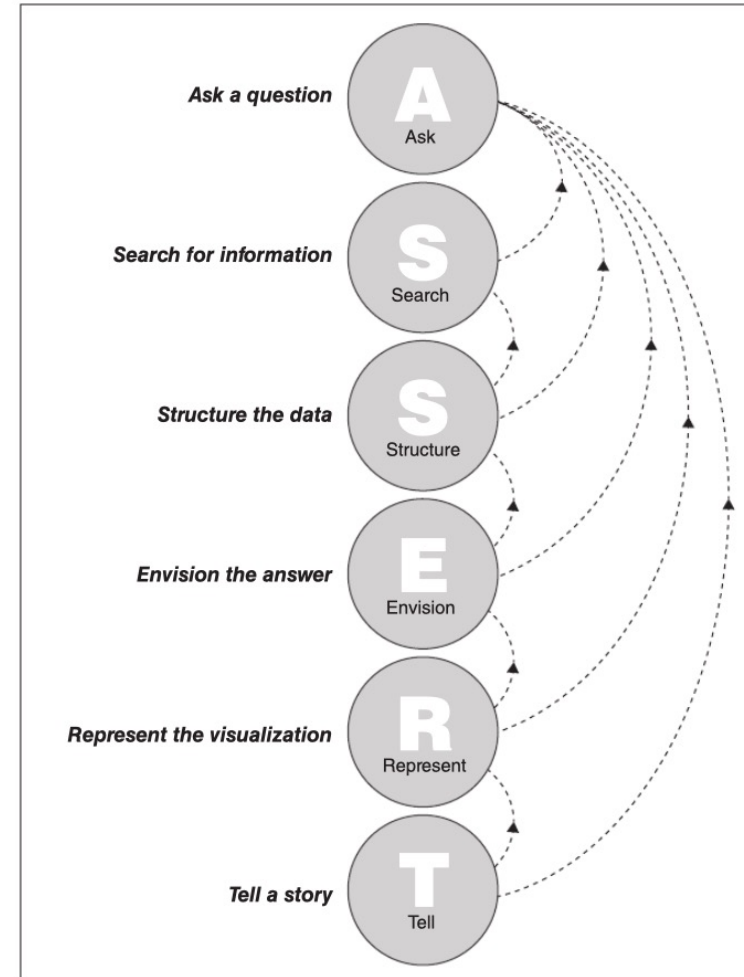 Ask a question
A
Ask
Search for information
S
Search
Structure the data
S
Structure
Envision the answer
E
Envision
Represent the visualization
R
Represent
Tell a story
T
Tell